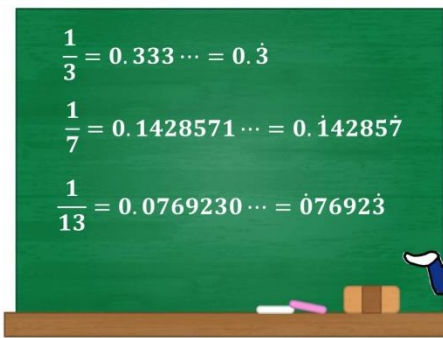 1/3 = 0.333⋯ = 0.3̇
1/7 = 0.1428571⋯ = 0.1̇42857̇
1/13 = 0.0769230⋯ = 0̇76923̇